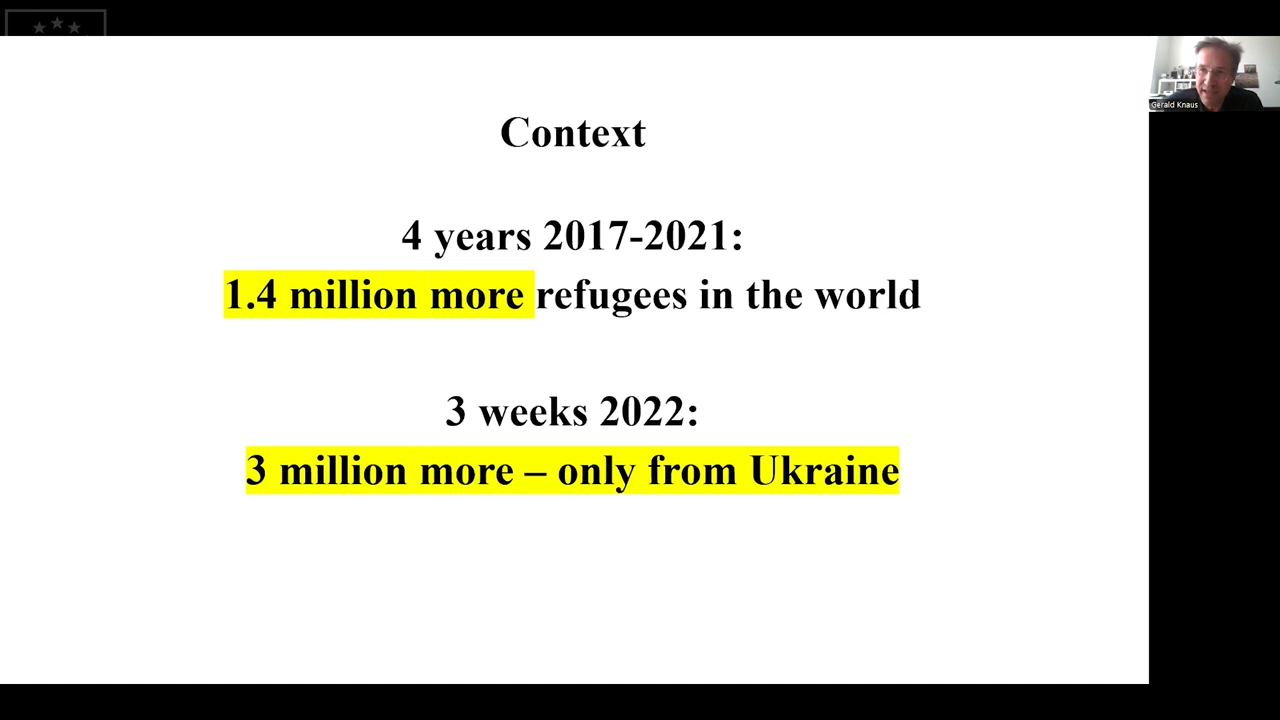 Context
4 years 2017-2021:
1.4 million more refugees in the world
3 weeks 2022:
3 million more – only from Ukraine
Gerald Knaus